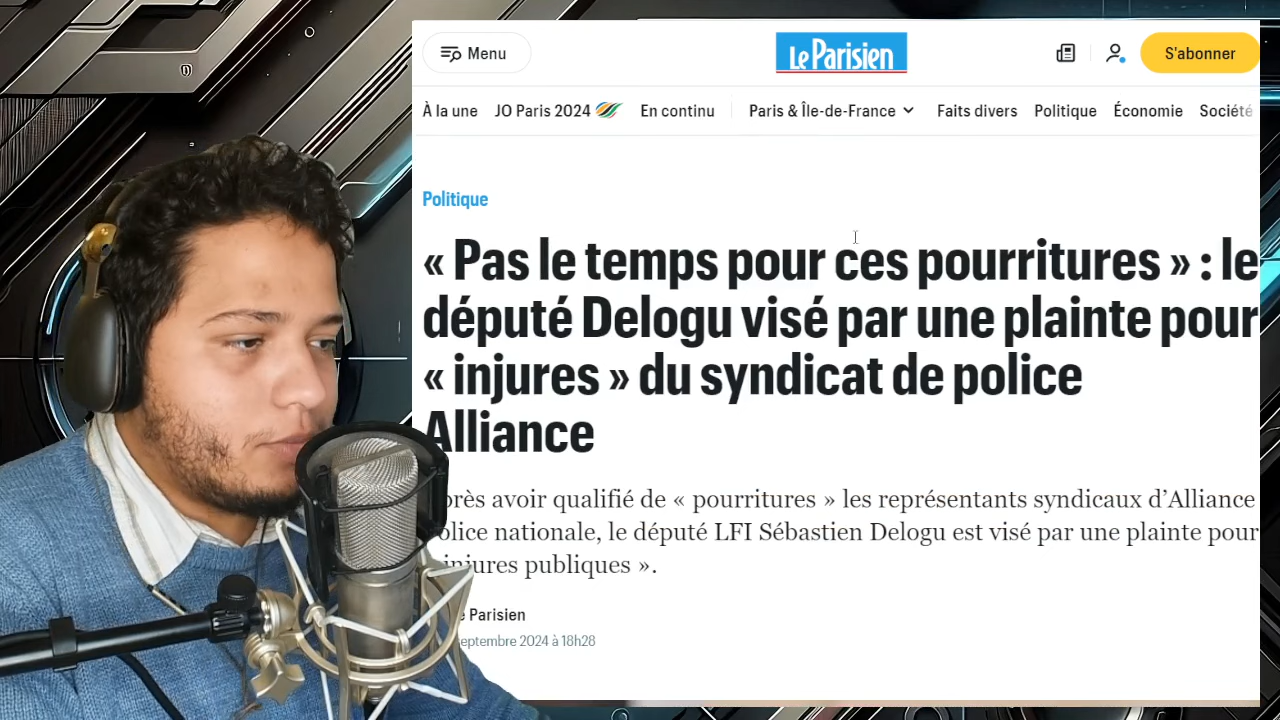 Menu
Le Parisien
S'abonner
À la une JO Paris 2024 En continu Paris & Île-de-France Faits divers Politique Économie Société
Politique
« Pas le temps pour ces pourritures » : le
député Delogu visé par une plainte pour
« injures » du syndicat de police
Alliance
près avoir qualifié de « pourritures » les représentants syndicaux d’Alliance
olice nationale, le député LFI Sébastien Delogu est visé par une plainte pour
injures publiques ».
e Parisien
eptembre 2024 à 18h28